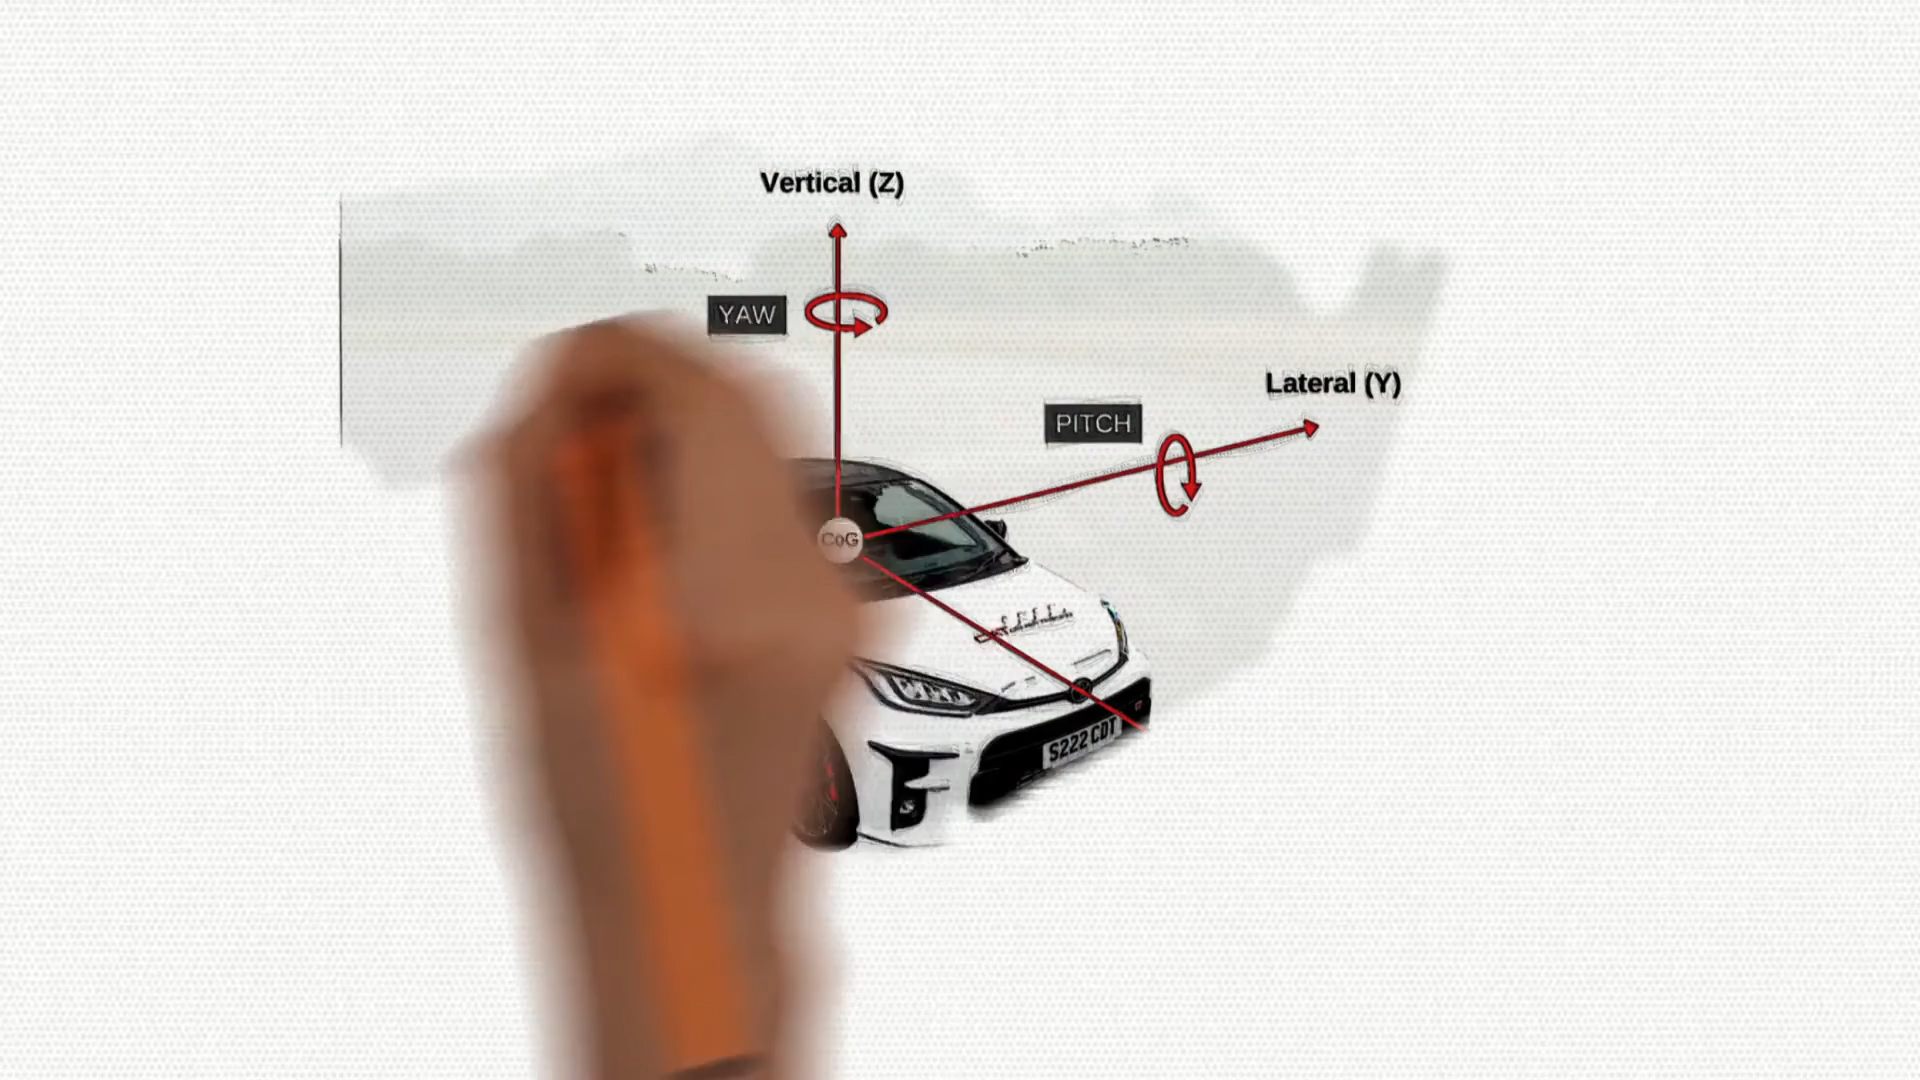 Vertical (Z)
YAW
Lateral (Y)
PITCH
CoG
S222 CDT